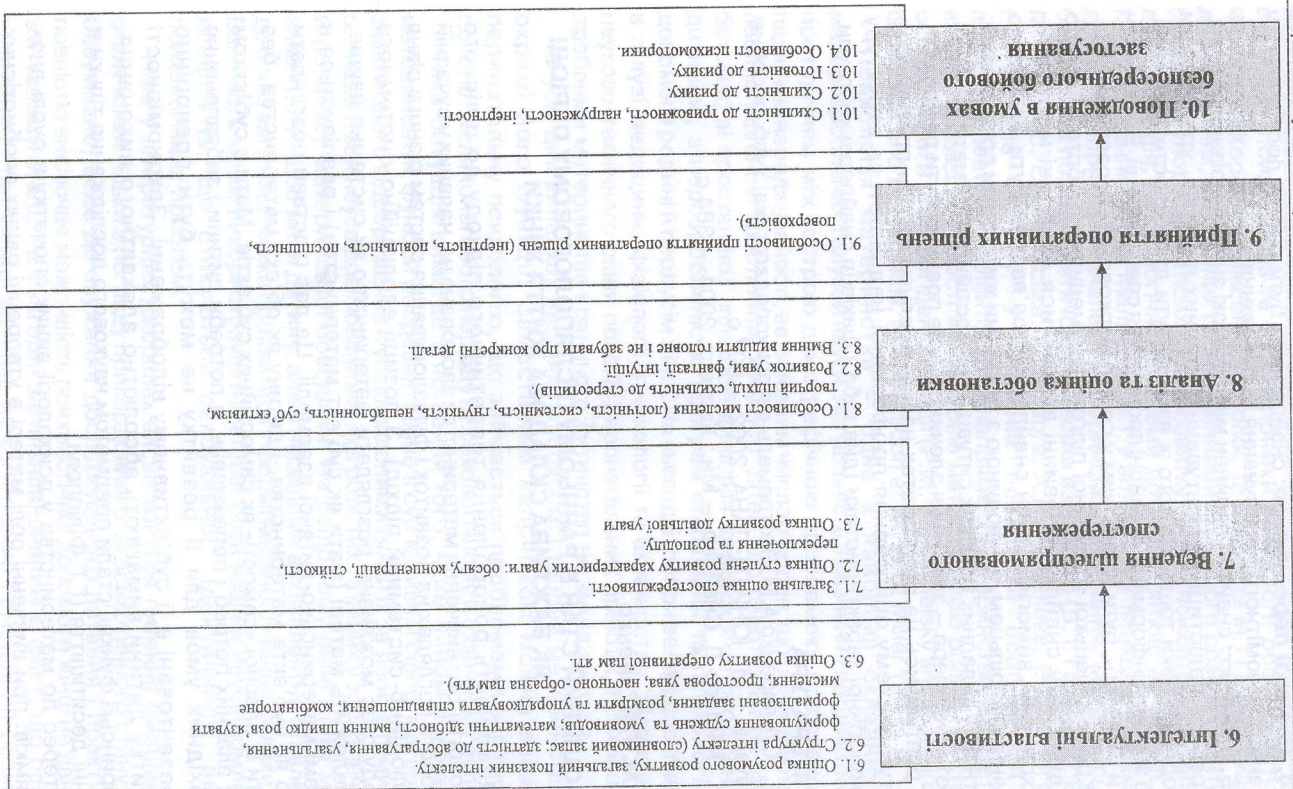 6. Інтелектуальні властивості
6.1. Оцінка розумового розвитку, загальний показник інтелекту.
6.2. Структура інтелекту (словниковий запас; здатність до абстрагування, узагальнення,
формулювання суджень та умовиводів; математичні здібності, вміння швидко розв’язувати
формалізовані завдання, розміряти та упорядковувати співвідношення; комбінаторне
мислення; просторова уява; наочноно-образна пам’ять).
6.3. Оцінка розвитку оперативної пам’яті.
7. Ведення цілеспрямованого
спостереження
7.1. Загальна оцінка спостережливості.
7.2. Оцінка ступеня розвитку характеристик уваги: обсягу, концентрації, стійкості,
переключення та розподілу.
7.3. Оцінка розвитку довільної уваги
8. Аналіз та оцінка обстановки
8.1. Особливості мислення (логічність, системність, гнучкість, нешаблонність, суб’єктивізм,
творчий підхід, схильність до стереотипів).
8.2. Розвиток уяви, фантазії, інтуїції.
8.3. Вміння виділяти головне і не забувати про конкретні деталі.
9. Прийняття оперативних рішень
9.1. Особливості прийняття оперативних рішень (інертність, повільність, поспішність,
поверховість).
10. Поводження в умовах
безпосереднього бойового
застосування
10.1. Схильність до тривожності, напруженості, інертності.
10.2. Схильність до ризику.
10.3. Готовність до ризику.
10.4. Особливості психомоторики.